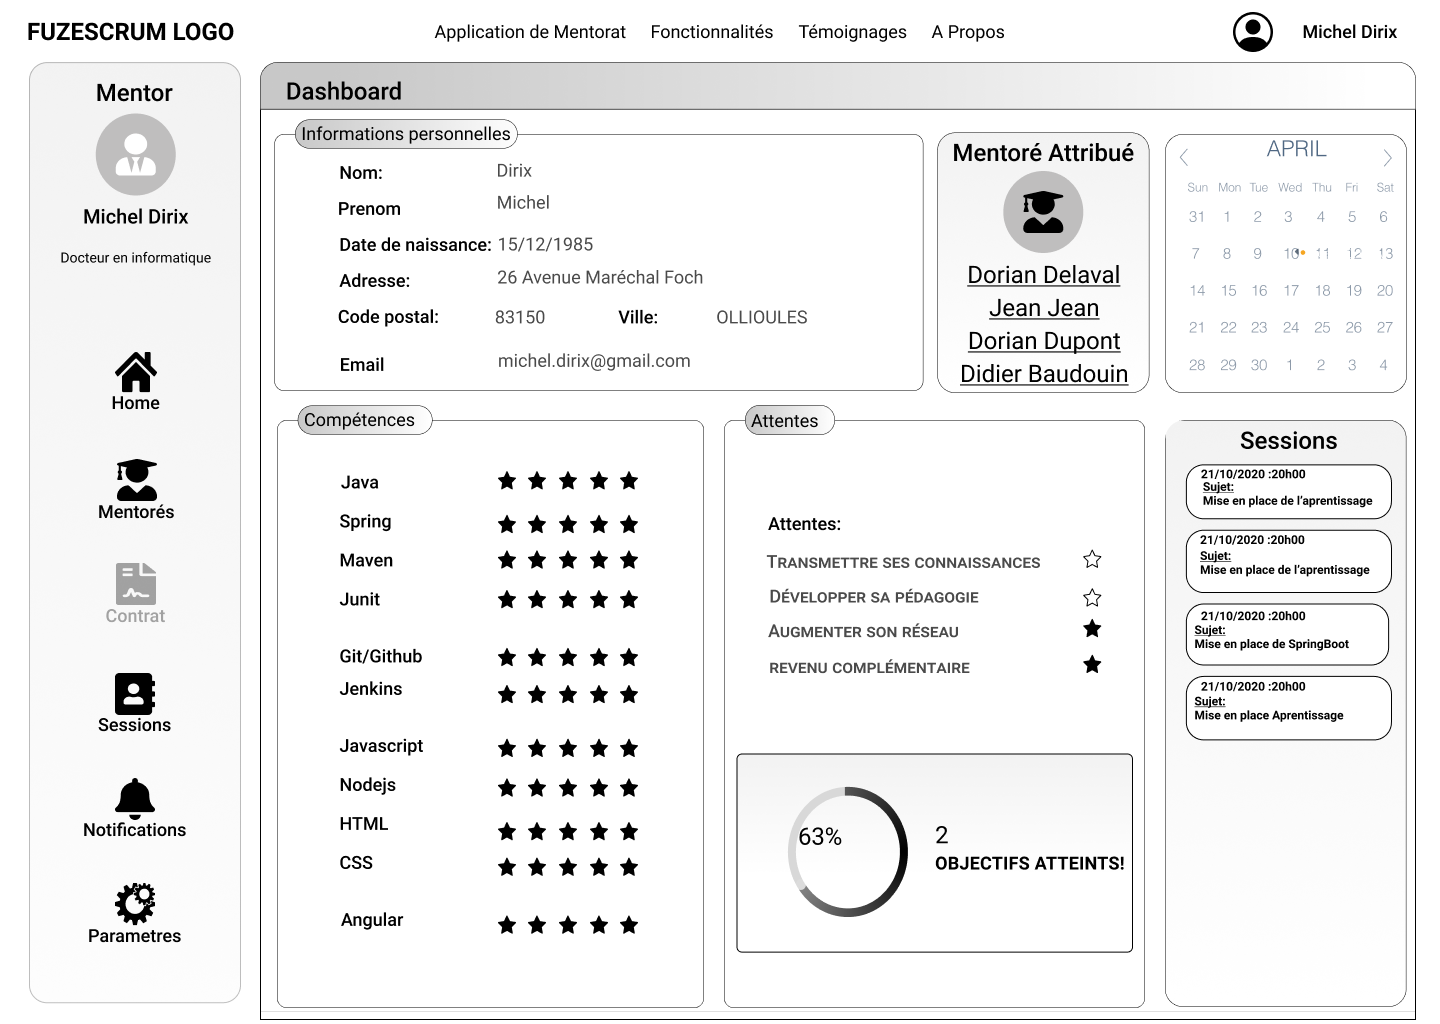 FUZESCRUM LOGO
Application de Mentorat Fonctionnalités Témoignages A Propos
Michel Dirix
Mentor
Michel Dirix
Docteur en informatique
Home
Mentorés
Contrat
Sessions
Notifications
Parametres
Dashboard
Informations personnelles
Nom: Dirix
Prenom Michel
Date de naissance: 15/12/1985
Adresse: 26 Avenue Maréchal Foch
Code postal: 83150 Ville: OLLIOULES
Email michel.dirix@gmail.com
Mentoré Attribué
Dorian Delaval
Jean Jean
Dorian Dupont
Didier Baudouin
APRIL
Sun Mon Tue Wed Thu Fri Sat
31 1 2 3 4 5 6
7 8 9 10 11 12 13
14 15 16 17 18 19 20
21 22 23 24 25 26 27
28 29 30 1 2 3 4
Compétences
Java
Spring
Maven
Junit
Git/Github
Jenkins
Javascript
Nodejs
HTML
CSS
Angular
Attentes
Attentes:
TRANSMETTRE SES CONNAISSANCES
DÉVELOPPER SA PÉDAGOGIE
AUGMENTER SON RÉSEAU
REVENU COMPLÉMENTAIRE
63%
2
OBJECTIFS ATTEINTS!
Sessions
21/10/2020 :20h00
Sujet:
Mise en place de l'aprentissage
21/10/2020 :20h00
Sujet:
Mise en place de l'aprentissage
21/10/2020 :20h00
Sujet:
Mise en place de SpringBoot
21/10/2020 :20h00
Sujet:
Mise en place Aprentissage